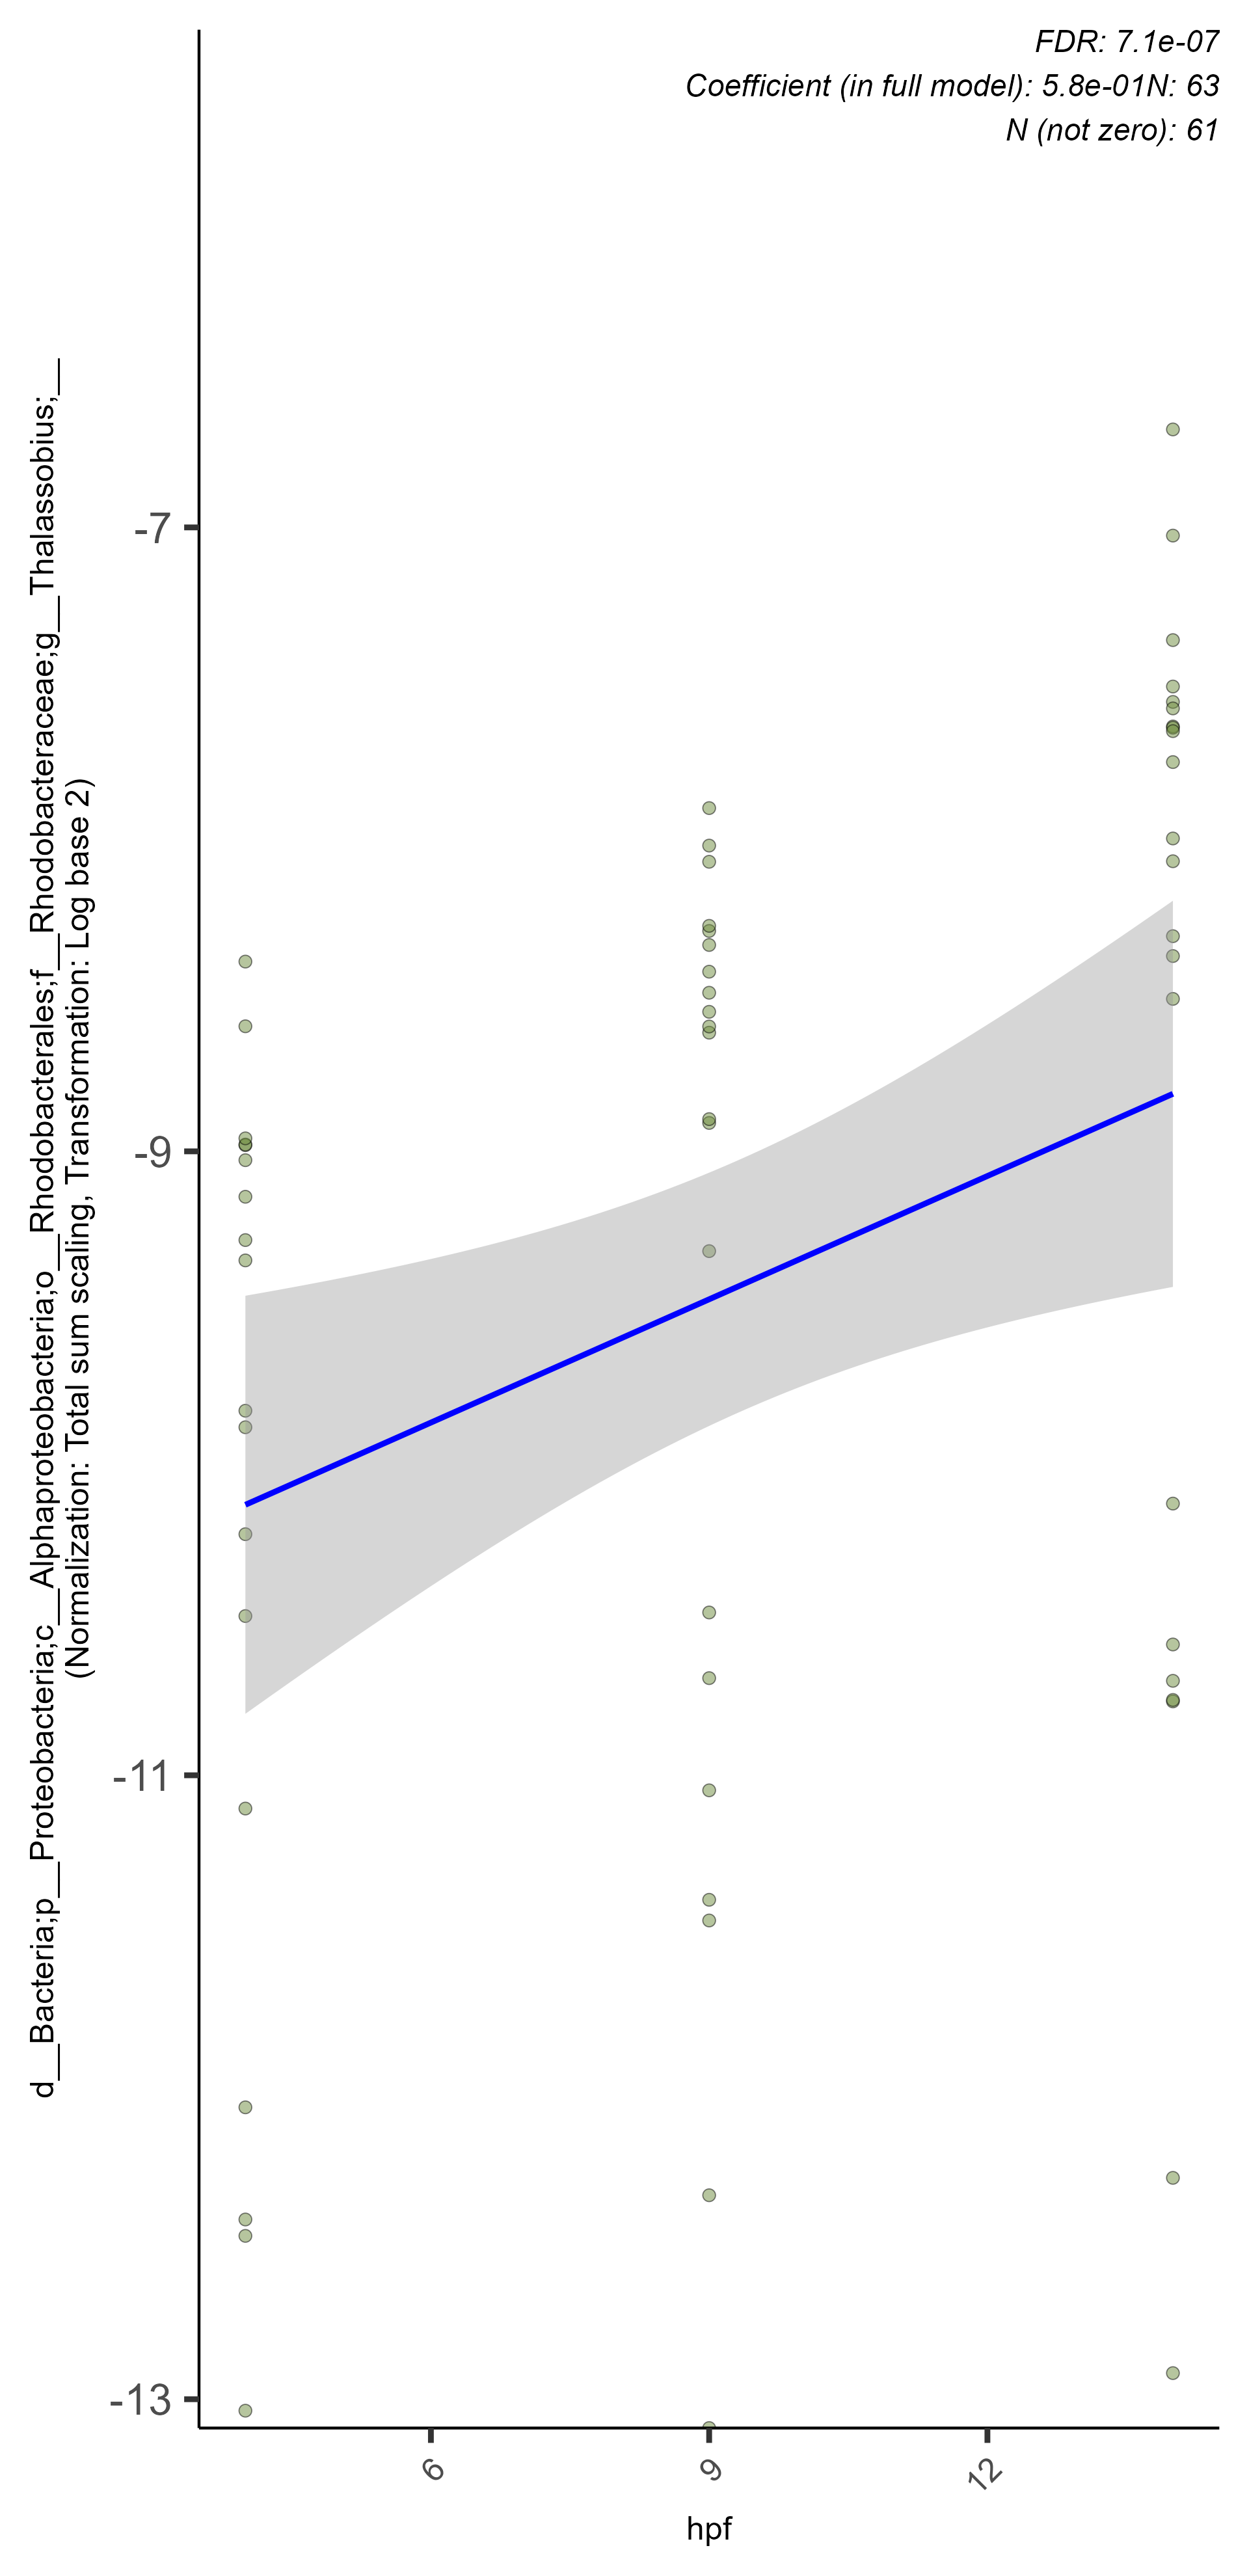 FDR: 7.1e-07
Coefficient (in full model): 5.8e-01N: 63
N (not zero): 61
d__Bacteria;p__Proteobacteria;c__Alphaproteobacteria;o__Rhodobacterales;f__Rhodobacteraceae;g__Thalassobius;__
(Normalization: Total sum scaling, Transformation: Log base 2)
-7
-9
-11
-13
6
9
12
hpf